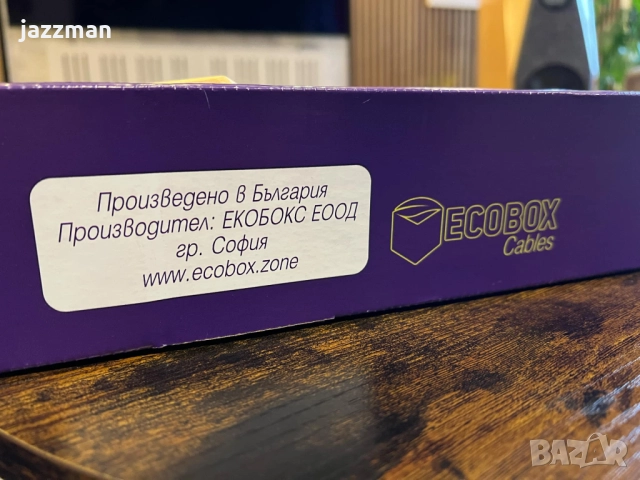 jazzman
Произведено в България
Производител: ЕКОБОКС ЕООД
гр. София
www.ecobox.zone
ECOBOX
Cables
BAZAR